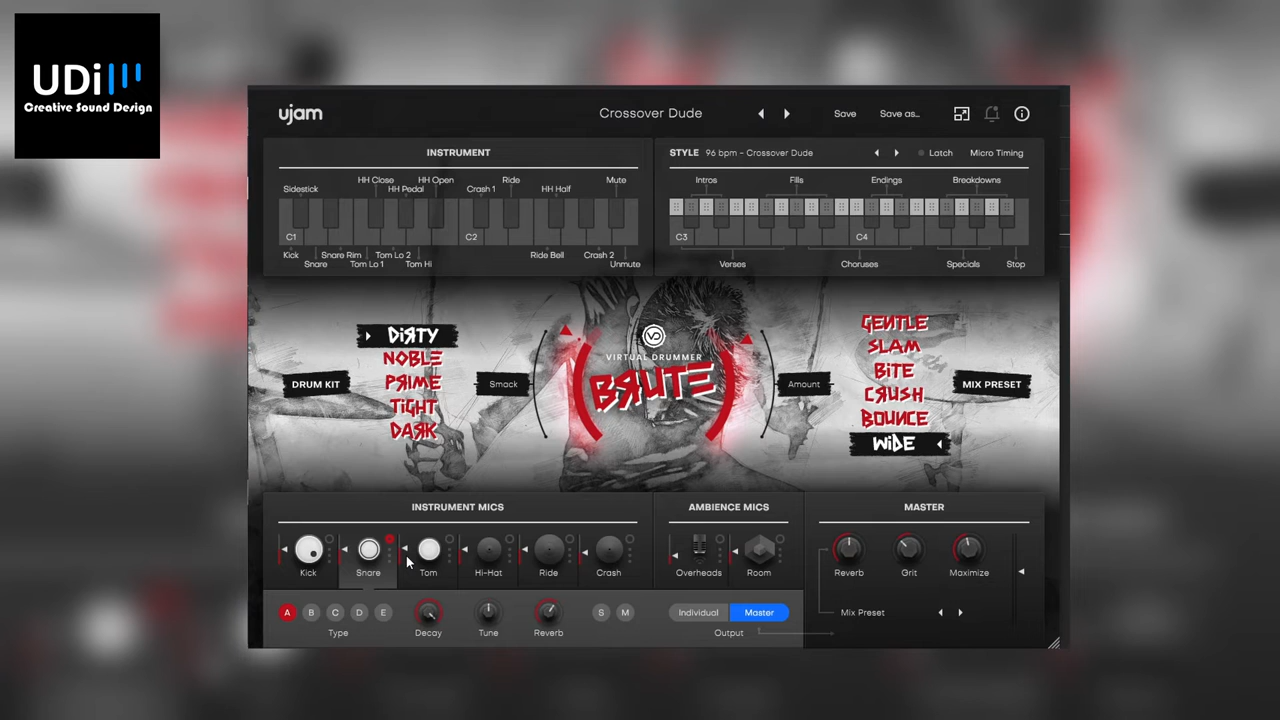 UDi
Creative Sound Design
ujam
Crossover Dude
Save
Save as...
INSTRUMENT
HH Close
HH Open
Ride
Mute
Sidestick
HH Pedal
Crash 1
HH Half
C1
C2
Kick
Snare Rim
Tom Lo 2
Ride Bell
Crash 2
Snare
Tom Lo 1
Tom Hi
Unmute
STYLE
96 bpm - Crossover Dude
Latch
Micro Timing
Intros
Fills
Endings
Breakdowns
C3
C4
Verses
Choruses
Specials
Stop
DRUM KIT
DiRTY
NOBLE
PRIME
TiGHT
DARK
Smack
VD
VIRTUAL DRUMMER
BRUTE
Amount
GENTLE
SLAM
BiTE
CRUSH
BOUNCE
WiDE
MIX PRESET
INSTRUMENT MICS
Kick
Snare
Tom
Hi-Hat
Ride
Crash
AMBIENCE MICS
Overheads
Room
MASTER
Reverb
Grit
Maximize
Mix Preset
A B C D E
Type
Decay
Tune
Reverb
S M
Individual
Master
Output